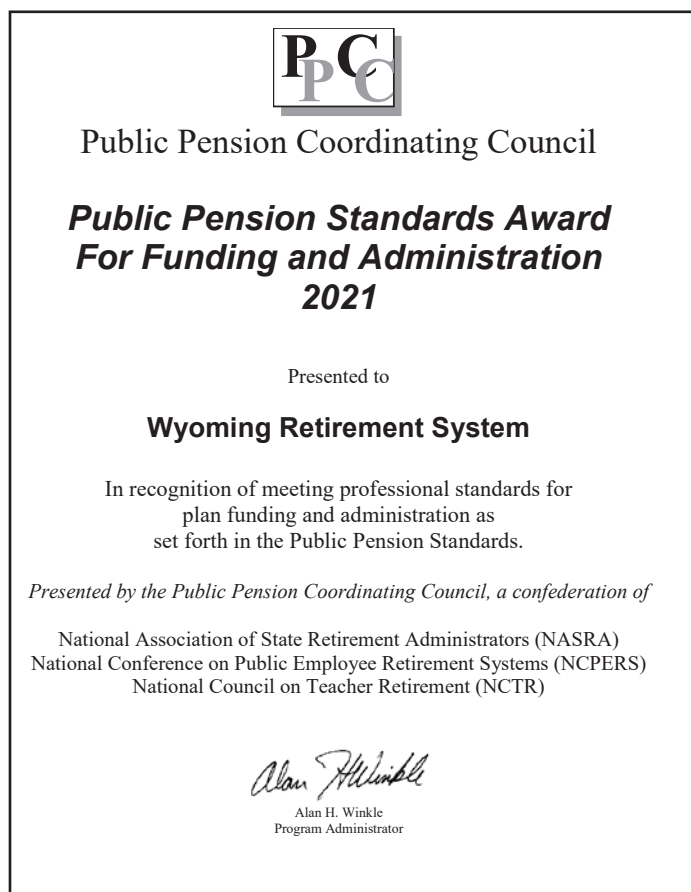 PPCC
Public Pension Coordinating Council
Public Pension Standards Award
For Funding and Administration
2021
Presented to
Wyoming Retirement System
In recognition of meeting professional standards for
plan funding and administration as
set forth in the Public Pension Standards.
Presented by the Public Pension Coordinating Council, a confederation of
National Association of State Retirement Administrators (NASRA)
National Conference on Public Employee Retirement Systems (NCPERS)
National Council on Teacher Retirement (NCTR)
Alan H Winkle
Alan H. Winkle
Program Administrator